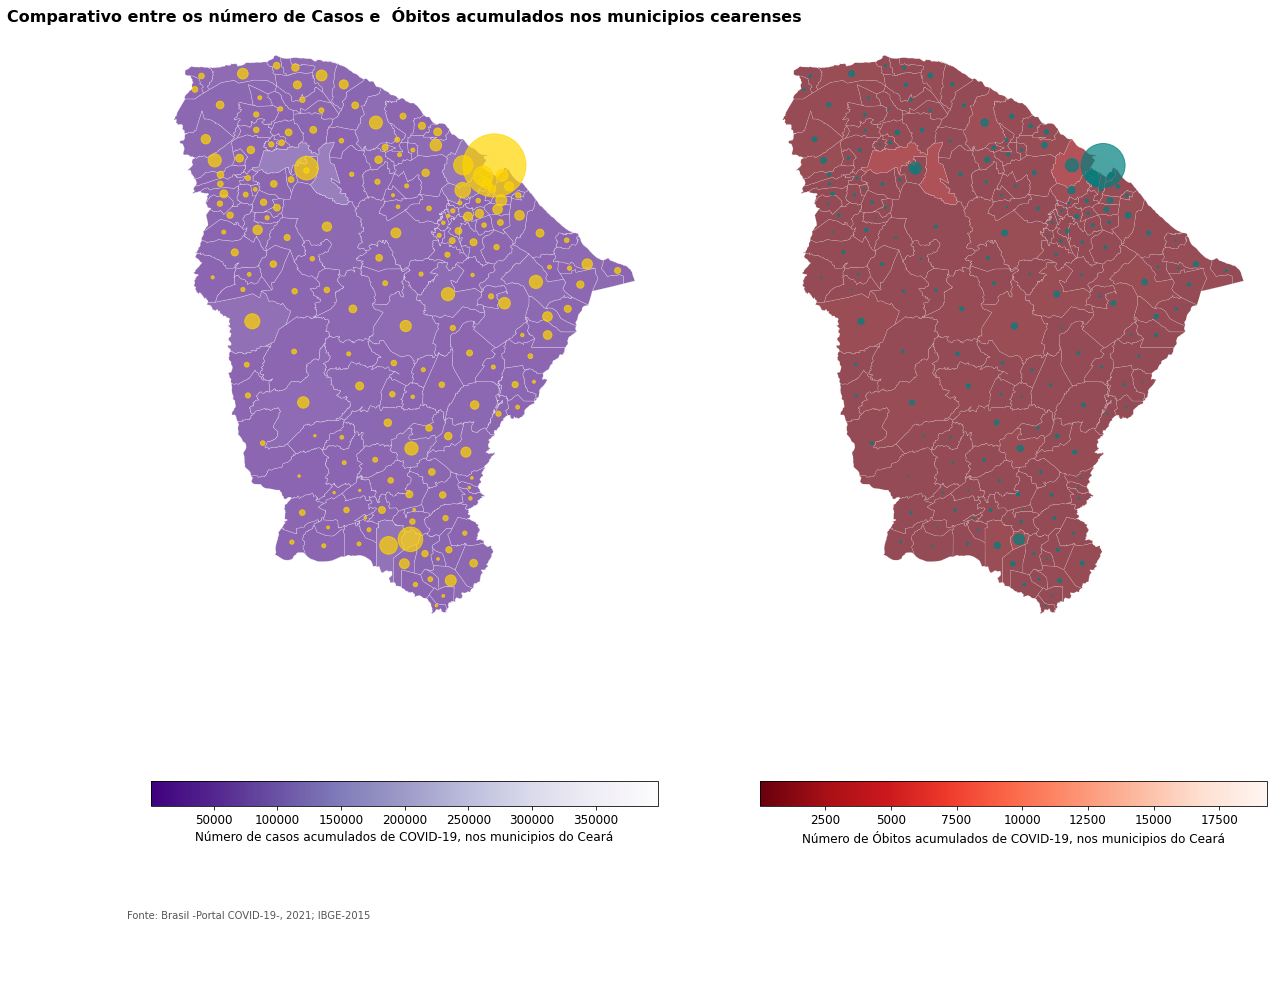 Comparativo entre os número de Casos e  Óbitos acumulados nos municipios cearenses
50000 100000 150000 200000 250000 300000 350000
Número de casos acumulados de COVID-19, nos municipios do Ceará
2500 5000 7500 10000 12500 15000 17500
Número de Óbitos acumulados de COVID-19, nos municipios do Ceará
Fonte: Brasil -Portal COVID-19-, 2021; IBGE-2015